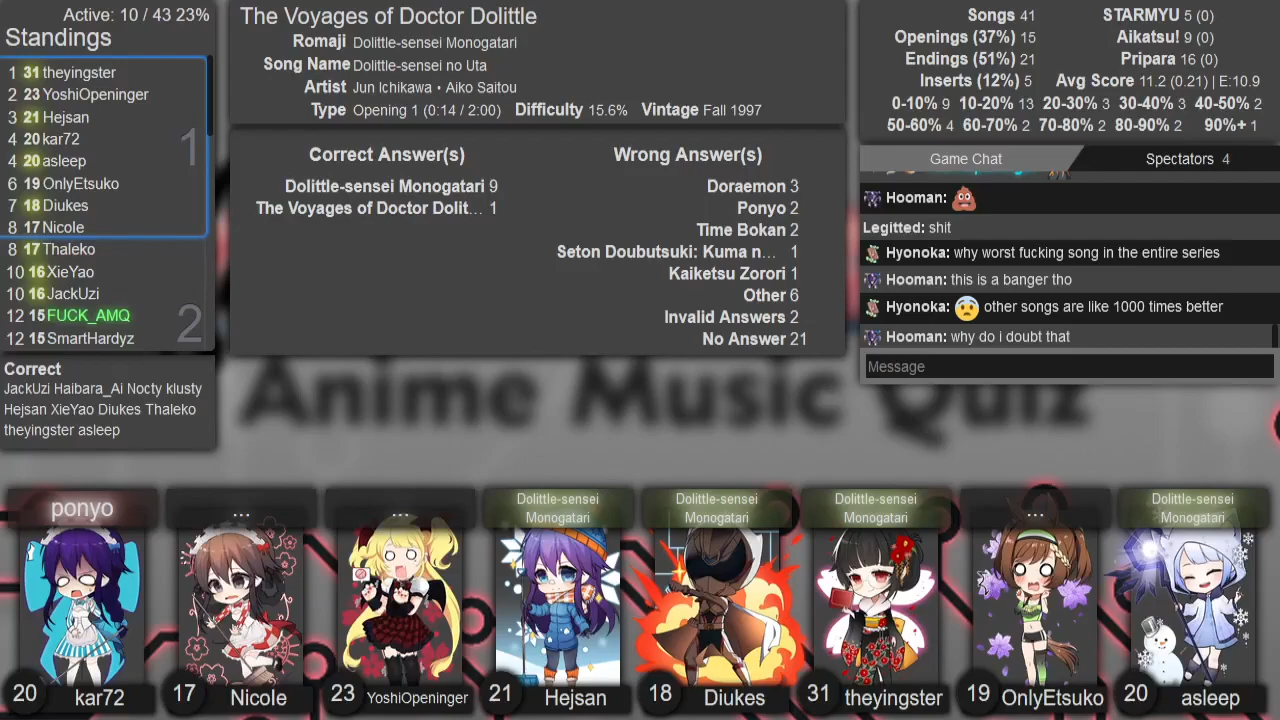 Active: 10 / 43 23%
Standings
1 31 theyingster
2 23 YoshiOpeninger
3 21 Hejsan
4 20 kar72
4 20 asleep
6 19 OnlyEtsuko
7 18 Diukes
8 17 Nicole
1
8 17 Thaleko
10 16 XieYao
10 16 JackUzi
12 15 FUCK_AMQ
12 15 SmartHardyz
2
Correct
JackUzi Haibara_Ai Nocty klusty
Hejsan XieYao Diukes Thaleko
theyingster asleep
The Voyages of Doctor Dolittle
Romaji Dolittle-sensei Monogatari
Song Name Dolittle-sensei no Uta
Artist Jun Ichikawa • Aiko Saitou
Type Opening 1 (0:14 / 2:00) Difficulty 15.6% Vintage Fall 1997
Correct Answer(s)
Dolittle-sensei Monogatari 9
The Voyages of Doctor Dolit... 1
Wrong Answer(s)
Doraemon 3
Ponyo 2
Time Bokan 2
Seton Doubutsuki: Kuma n... 1
Kaiketsu Zorori 1
Other 6
Invalid Answers 2
No Answer 21
Songs 41 STARMYU 5 (0)
Openings (37%) 15 Aikatsu! 9 (0)
Endings (51%) 21 Pripara 16 (0)
Inserts (12%) 5 Avg Score 11.2 (0.21) | E:10.9
0-10% 9 10-20% 13 20-30% 3 30-40% 3 40-50% 2
50-60% 4 60-70% 2 70-80% 2 80-90% 2 90%+ 1
Game Chat Spectators 4
Hooman: 💩
Legitted: shit
Hyonoka: why worst fucking song in the entire series
Hooman: this is a banger tho
Hyonoka: 😨 other songs are like 1000 times better
Hooman: why do i doubt that
Message
Anime Music Quiz
ponyo
...
...
Dolittle-sensei
Monogatari
Dolittle-sensei
Monogatari
Dolittle-sensei
Monogatari
...
Dolittle-sensei
Monogatari
20 kar72
17 Nicole
23 YoshiOpeninger
21 Hejsan
18 Diukes
31 theyingster
19 OnlyEtsuko
20 asleep